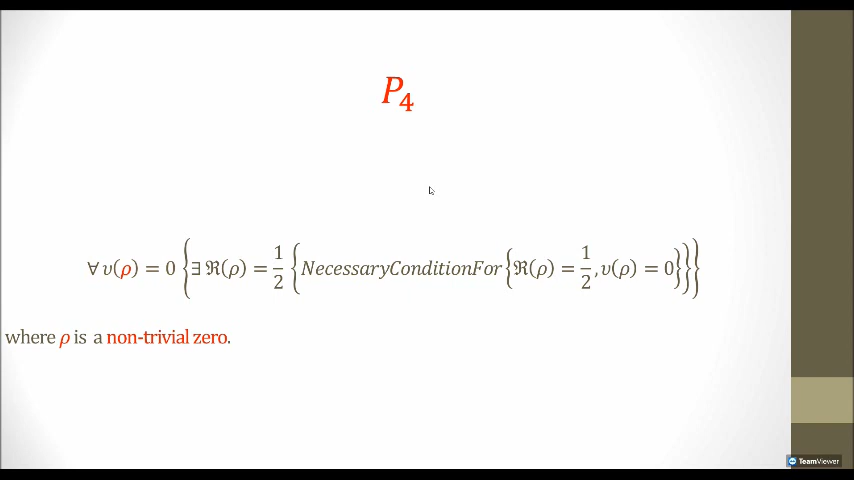 P₄
∀ υ(ρ) = 0 {∃ ℜ(ρ) = 1/2 {NecessaryConditionFor {ℜ(ρ) = 1/2, υ(ρ) = 0}}}
where ρ is a non-trivial zero.
TeamViewer